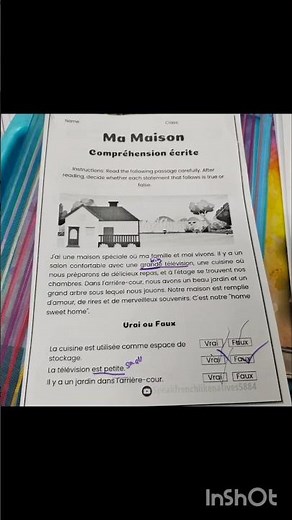 Name
Class
Ma Maison
Compréhension écrite
Instructions: Read the following passage carefully. After
reading, decide whether each statement that follows is true or
false.
J'ai une maison spéciale où ma famille et moi vivons. Il y a un
salon confortable avec une grande télévision, une cuisine où
nous préparons de délicieux repas, et à l'étage se trouvent nos
chambres. Dans l'arrière-cour, nous avons un beau jardin et un
grand arbre sous lequel nous jouons. Notre maison est remplie
d'amour, de rires et de merveilleux souvenirs. C'est notre "home
sweet home".
Vrai ou Faux
La cuisine est utilisée comme espace de
stockage.
Vrai Faux
La télévision est petite. small
Vrai Faux
Il y a un jardin dans l'arrière-cour.
Vrai Faux
InShOt